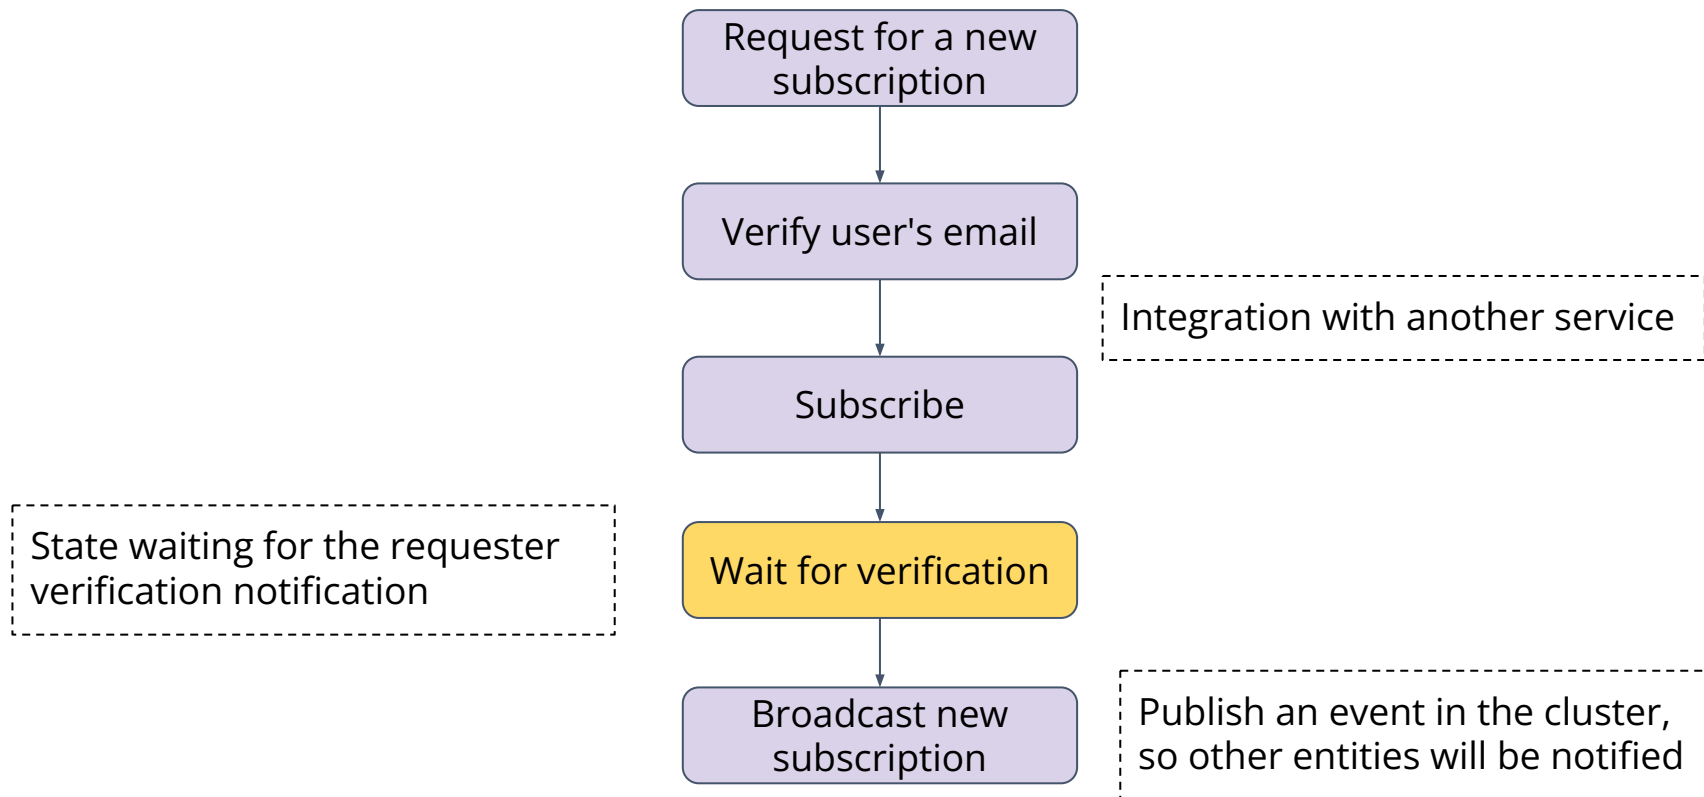 Request for a new
subscription
Verify user's email
Integration with another service
Subscribe
State waiting for the requester
verification notification
Wait for verification
Broadcast new
subscription
Publish an event in the cluster,
so other entities will be notified